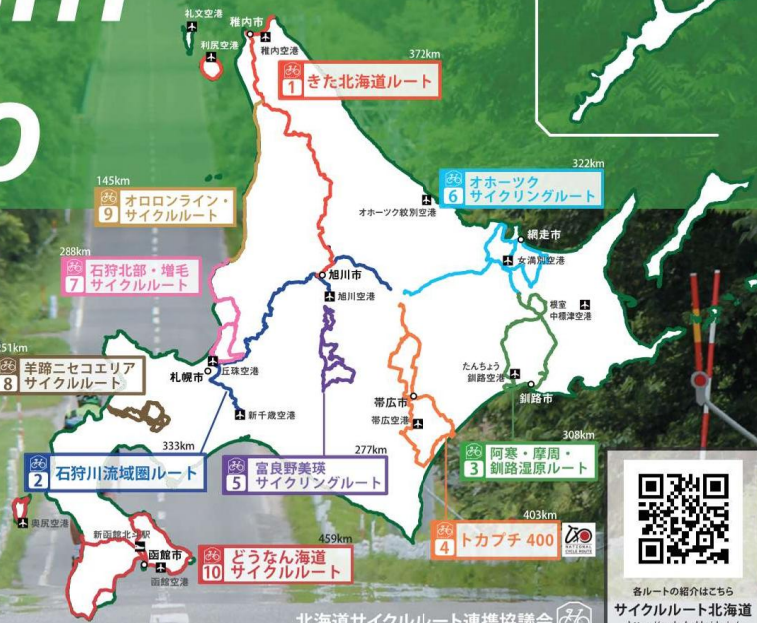 礼文空港
稚内市
利尻空港
稚内空港
372km
1 きた北海道ルート
145km
9 オロロンライン・
サイクルルート
322km
6 オホーツク
サイクリングルート
オホーツク紋別空港
網走市
女満別空港
288km
7 石狩北部・増毛
サイクルルート
旭川市
旭川空港
根室
中標津空港
251km
8 羊蹄ニセコエリア
サイクルルート
札幌市
丘珠空港
たんちょう
釧路空港
釧路市
帯広市
帯広空港
新千歳空港
333km
2 石狩川流域圏ルート
277km
5 富良野美瑛
サイクリングルート
308km
3 阿寒・摩周・
釧路湿原ルート
403km
4 トカプチ 400
NATIONAL
CYCLE ROUTE
奥尻空港
新函館北斗駅
函館市
函館空港
459km
10 どうなん海道
サイクルルート
各ルートの紹介はこちら
サイクルルート北海道
北海道サイクルルート連携協議会